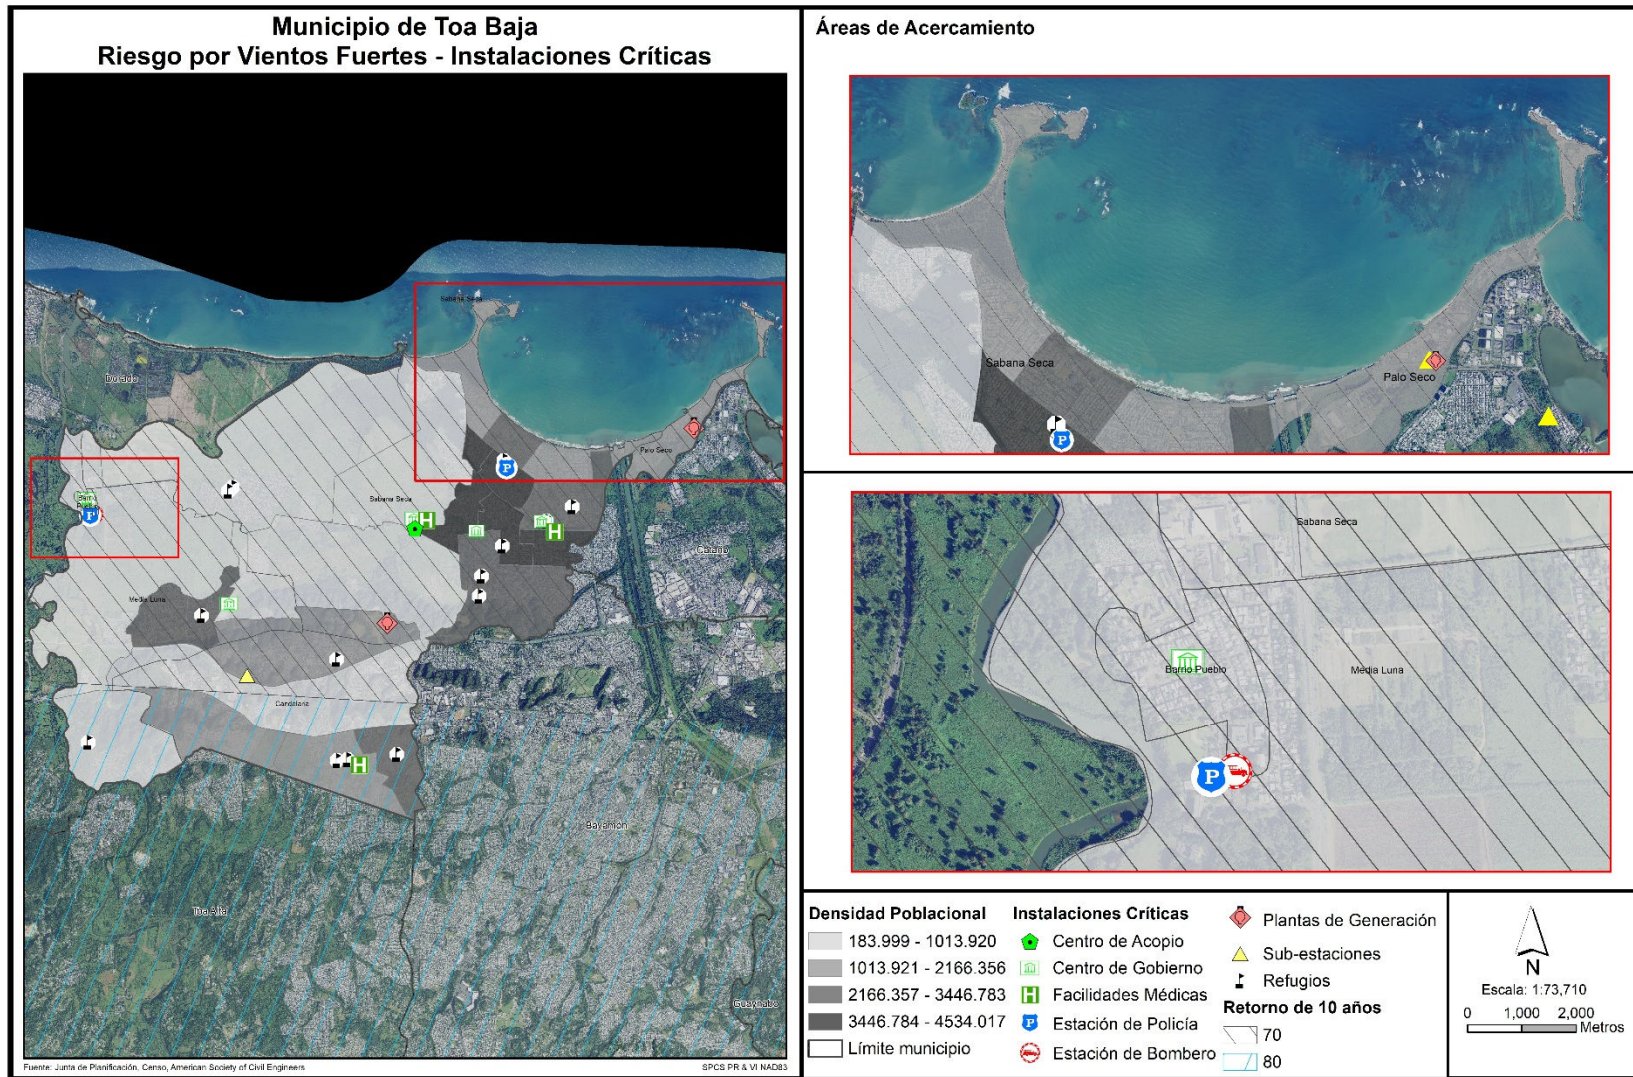 Municipio de Toa Baja
Riesgo por Vientos Fuertes - Instalaciones Críticas
Sabana Seca
Dorado
Palo Seco
Barrio
Pueblo
Sabana Seca
Cataño
Media Luna
Candelaria
Bayamón
Toa Alta
Guaynabo
Fuente: Junta de Planificación, Censo, American Society of Civil Engineers
SPCS PR & VI NAD83
Áreas de Acercamiento
Sabana Seca
Palo Seco
Sabana Seca
Barrio Pueblo
Media Luna
Densidad Poblacional
183.999 - 1013.920
1013.921 - 2166.356
2166.357 - 3446.783
3446.784 - 4534.017
Límite municipio
Instalaciones Críticas
Centro de Acopio
Centro de Gobierno
Facilidades Médicas
Estación de Policía
Estación de Bombero
Plantas de Generación
Sub-estaciones
Refugios
Retorno de 10 años
70
80
N
Escala: 1:73,710
0 1,000 2,000
Metros